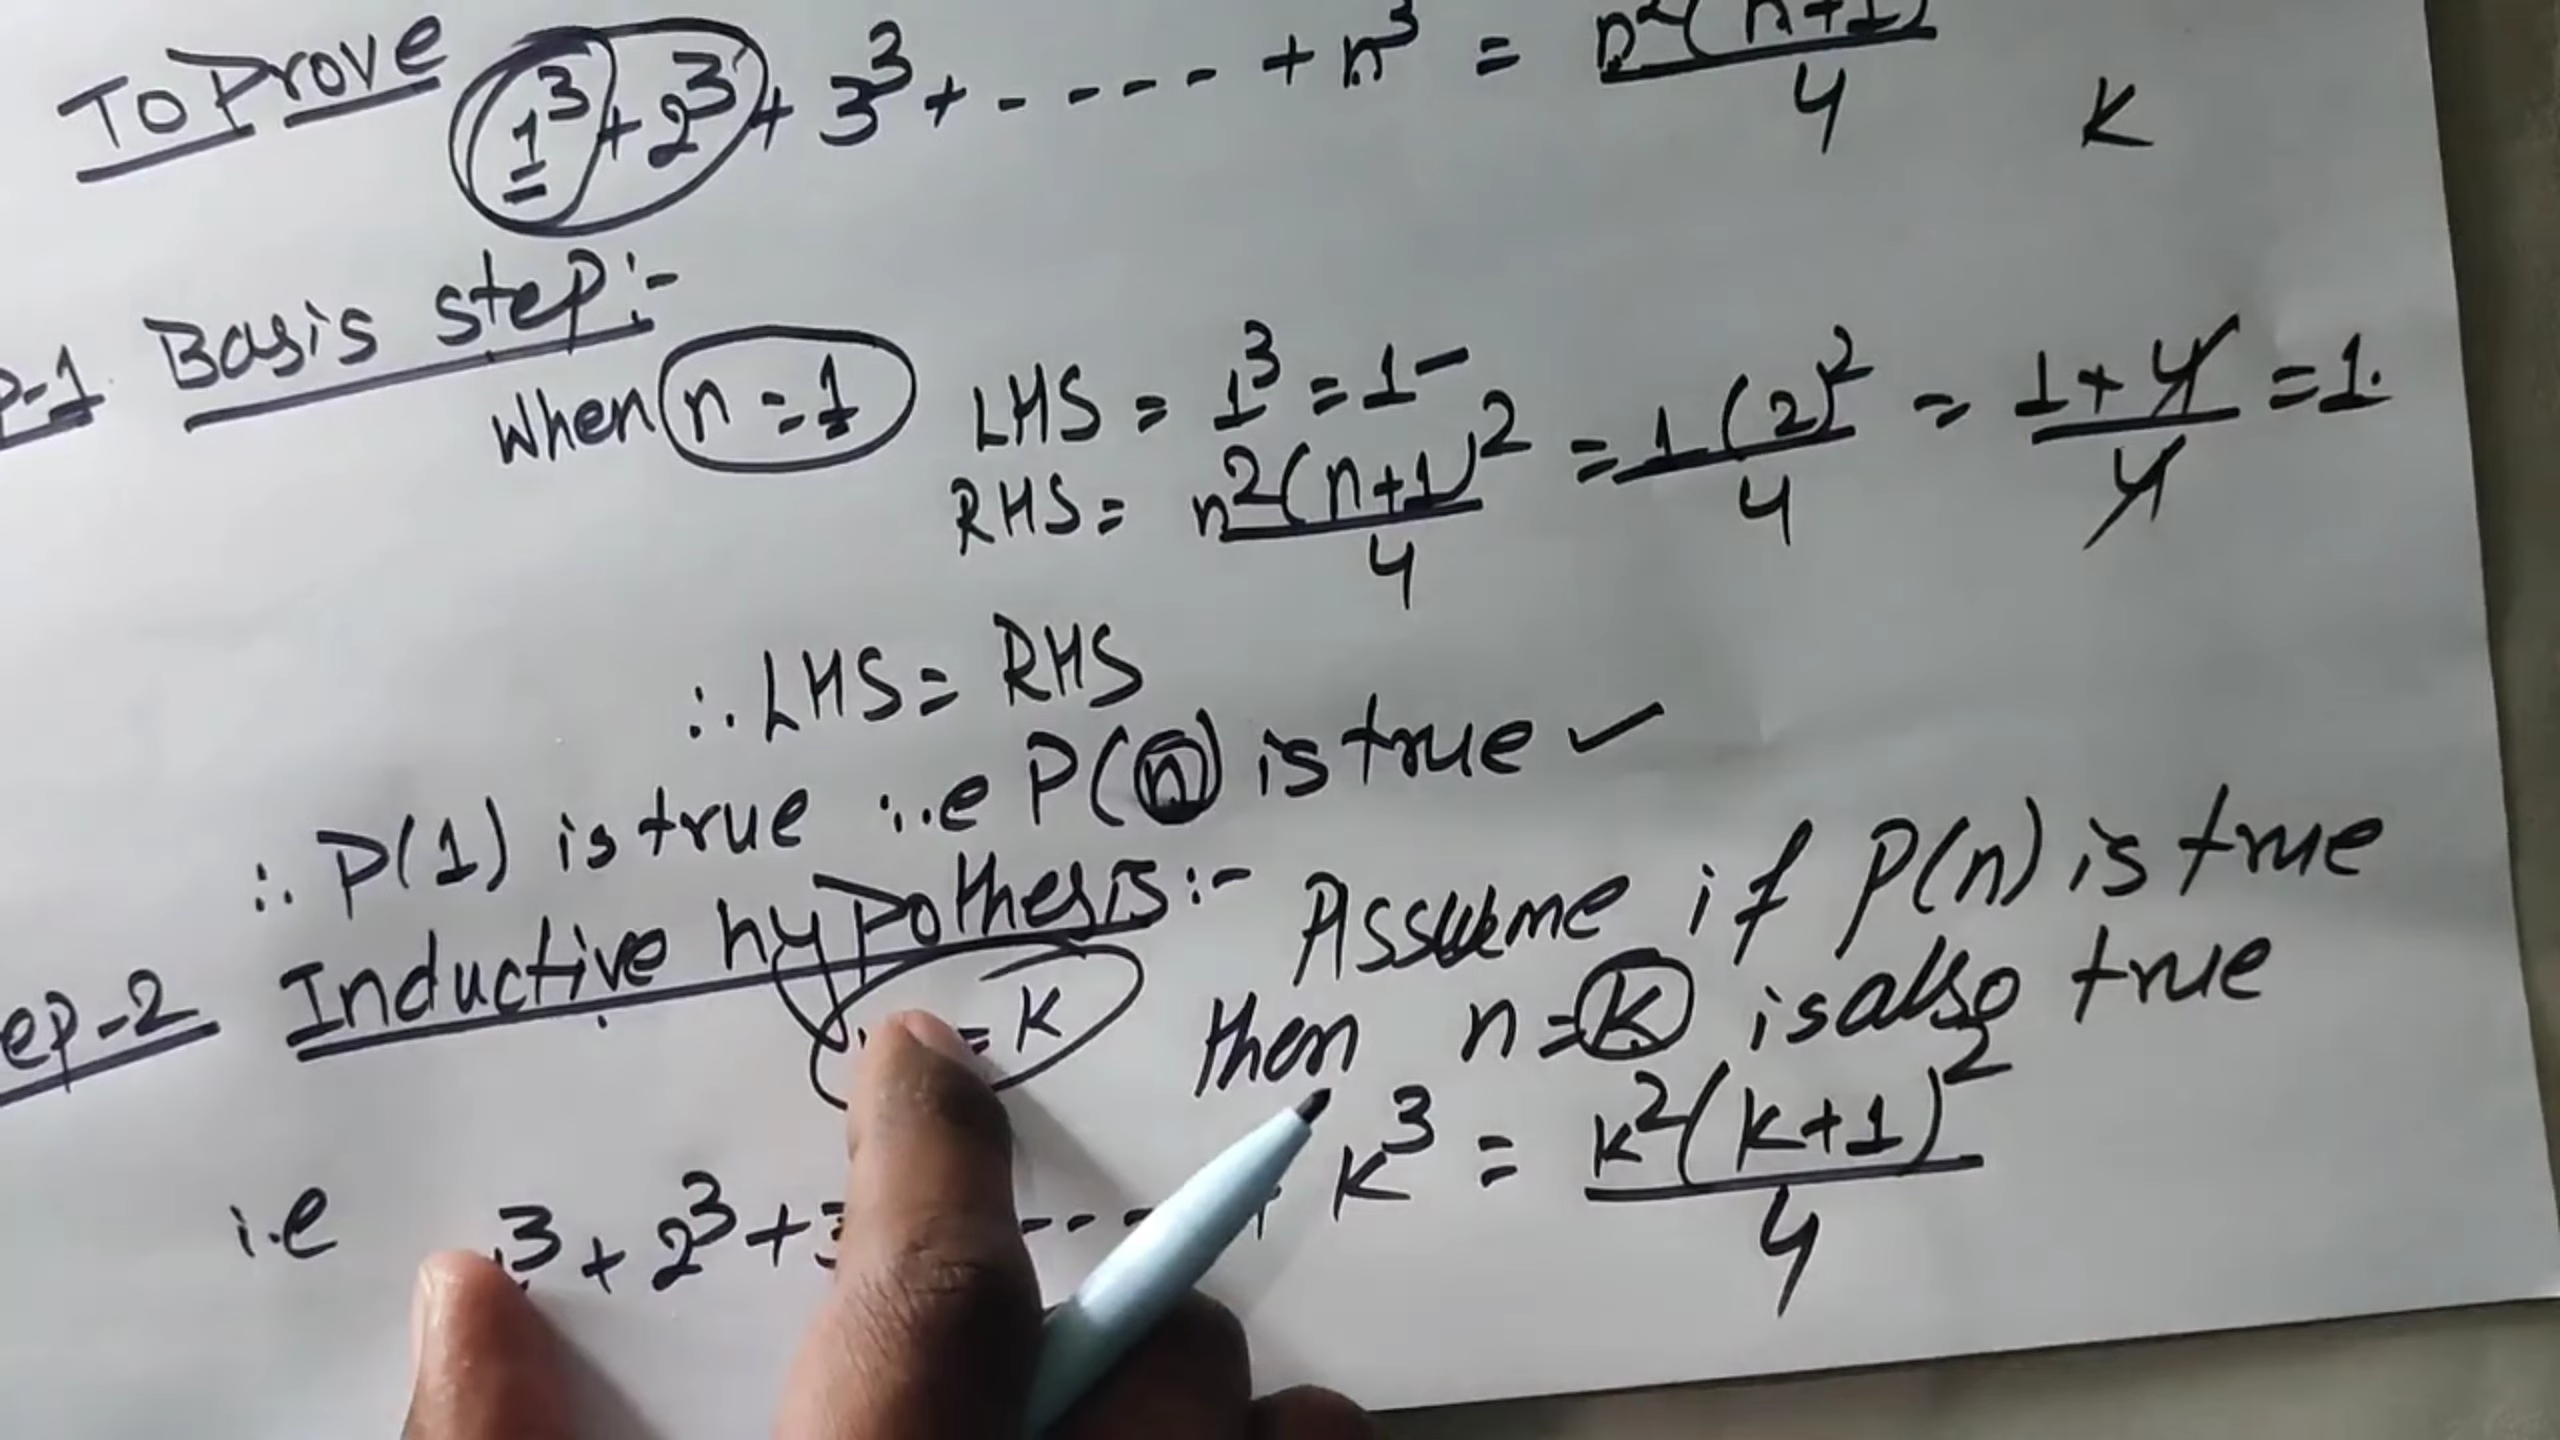 To Prove 1³ + 2³ + 3³ + - - - - + n³ = n²(n+1) / 4
K
P-1 Basis step:-
When n = 1 LHS = 1³ = 1
RHS = n²(n+1)² / 4 = 1(2)² / 4 = 1 + 4 / 4 = 1.
∴ LHS = RHS
∴ P(1) is true i.e P(n) is true ✓
ep-2 Inductive hypothesis:- Assume if P(n) is true
= K then n = K is also true
i.e ³ + 2³ + 3 - - - + K³ = K²(K+1)² / 4